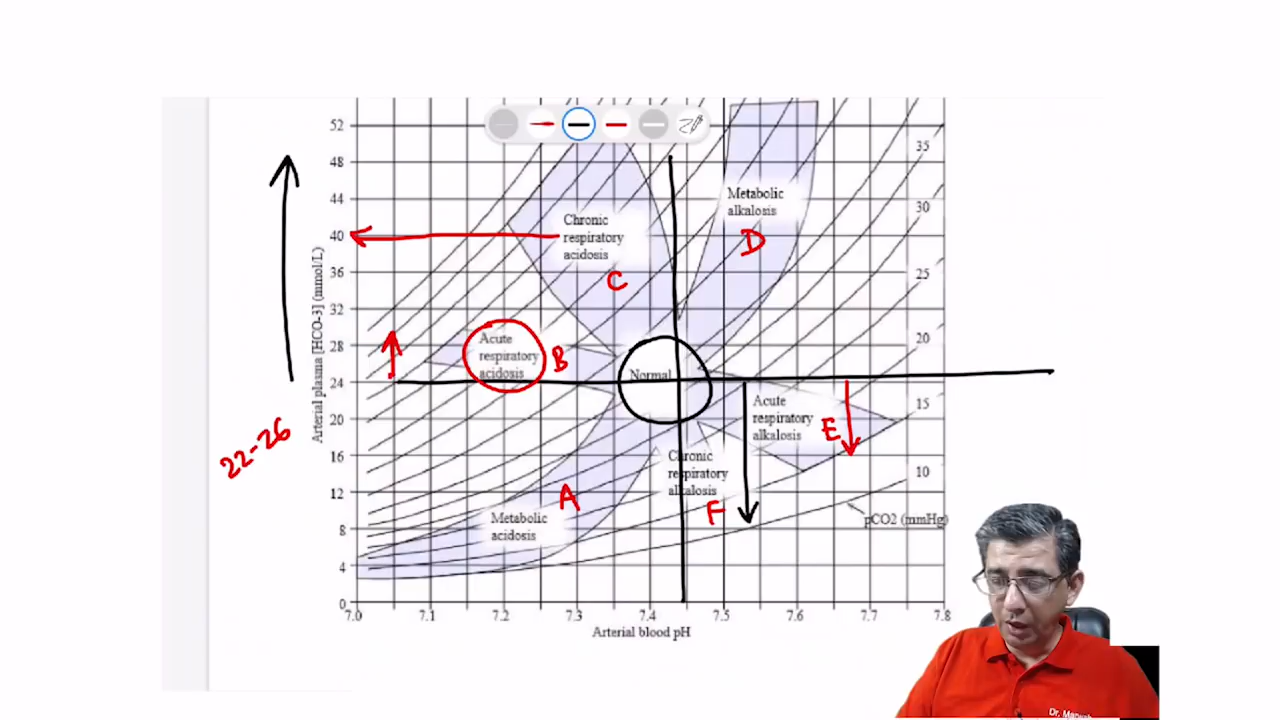 52
48
44
40
36
32
28
24
20
16
12
8
4
0
Arterial plasma [HCO-3] (mmol/L)
22-26
Chronic
respiratory
acidosis
C
Metabolic
alkalosis
D
Acute
respiratory
acidosis
B
Normal
Acute
respiratory
alkalosis
E
Chronic
respiratory
alkalosis
F
Metabolic
acidosis
A
35
30
25
20
15
10
pCO2 (mmHg)
7.0 7.1 7.2 7.3 7.4 7.5 7.6 7.7 7.8
Arterial blood pH